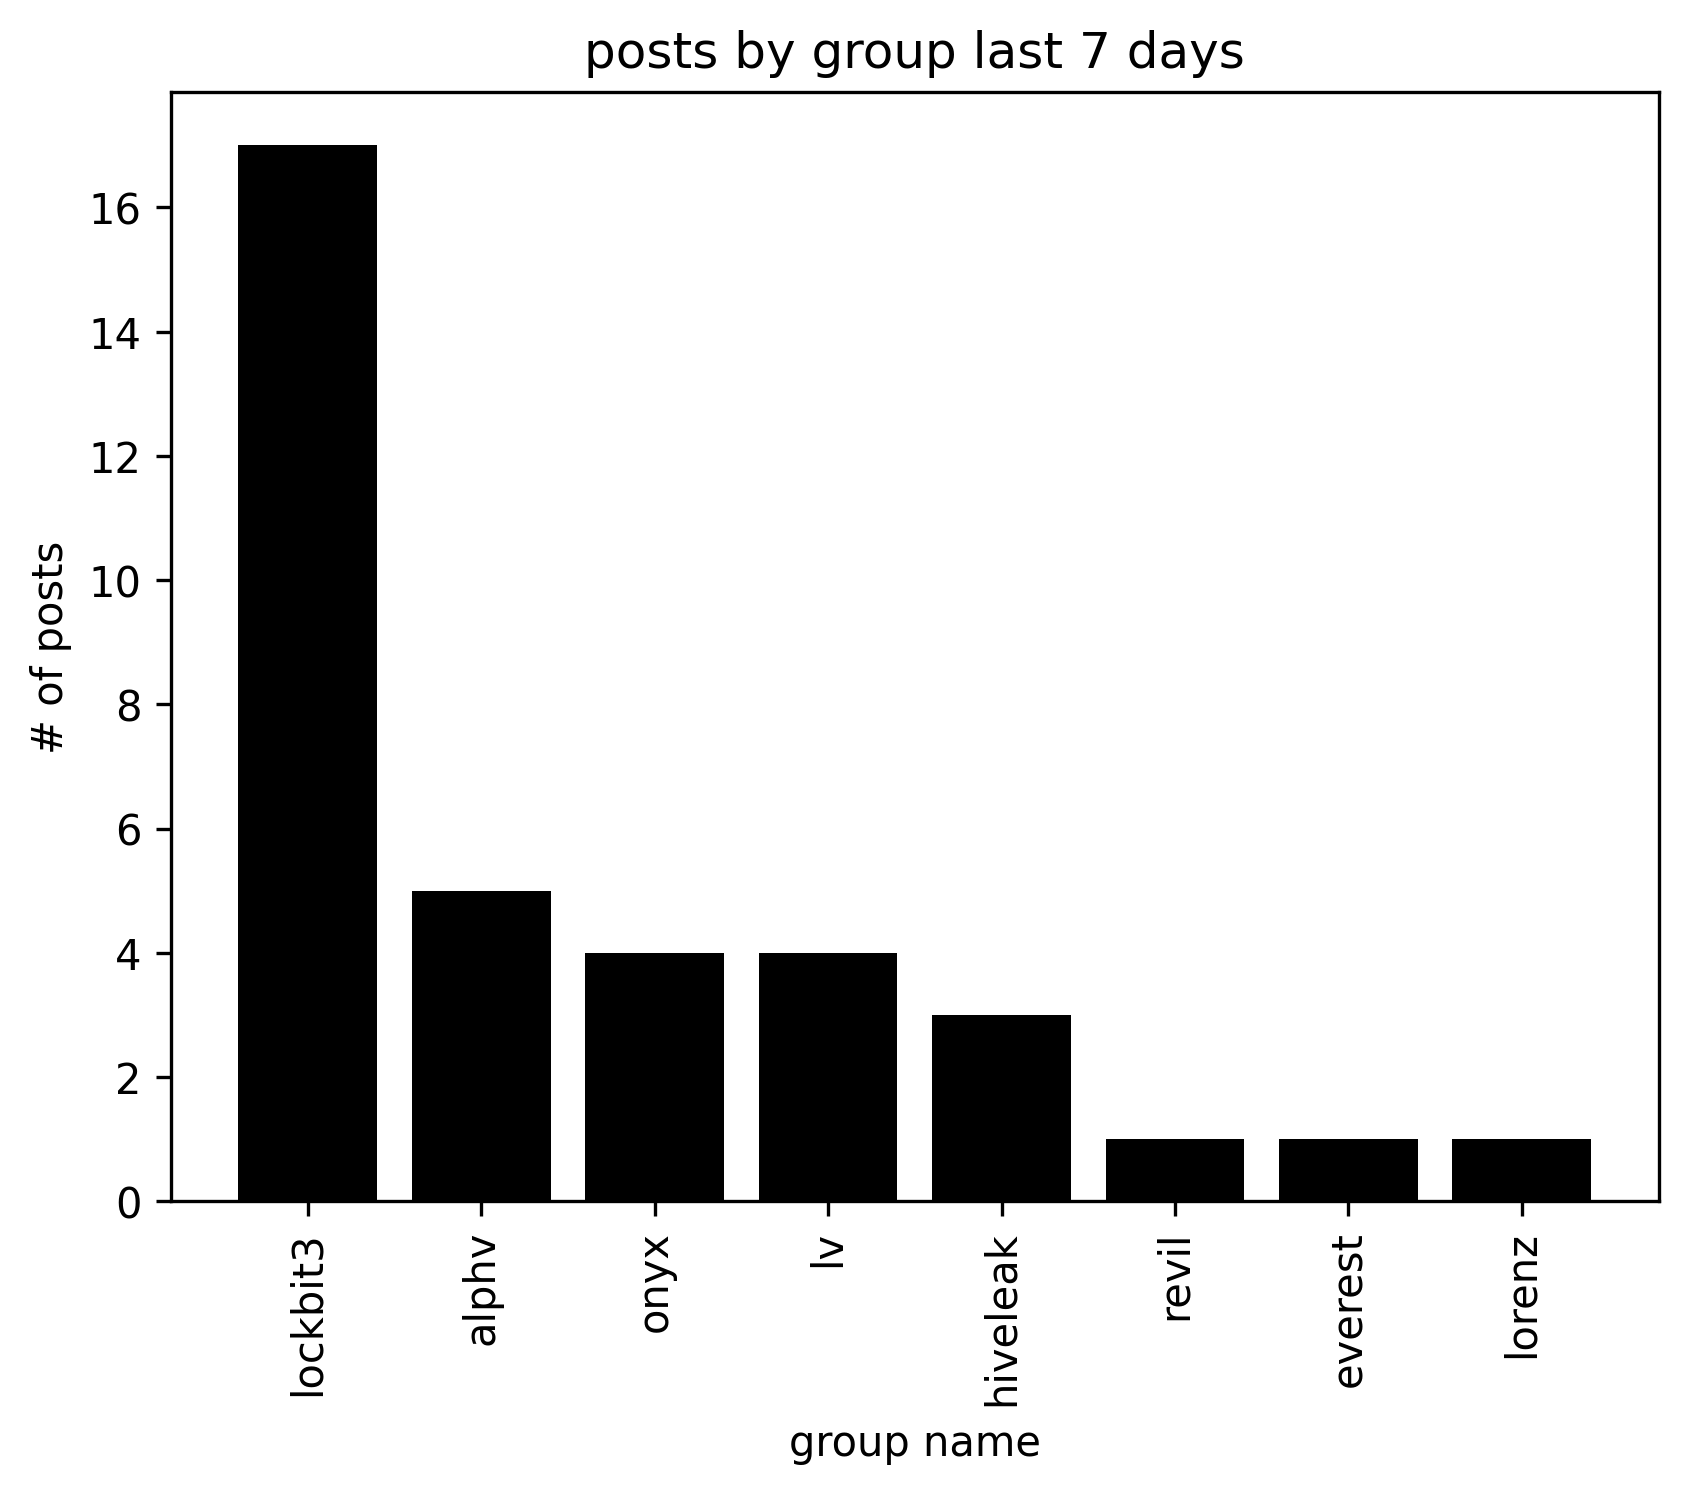 posts by group last 7 days
# of posts
16
14
12
10
8
6
4
2
0
lockbit3
alphv
onyx
lv
hiveleak
revil
everest
lorenz
group name